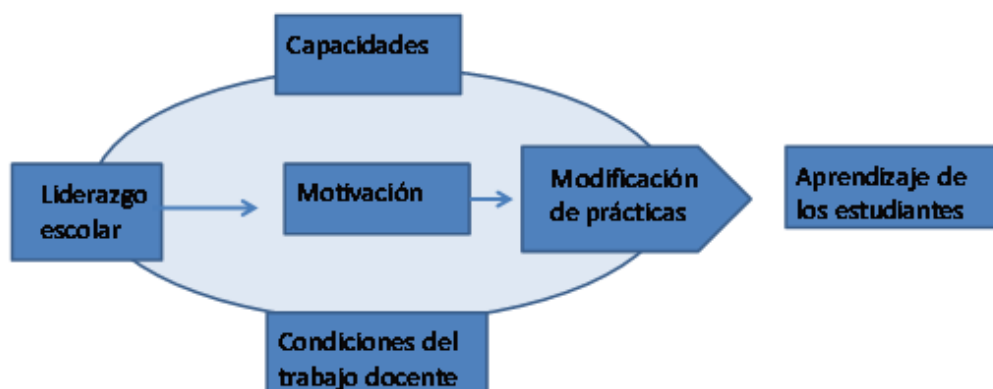 Capacidades
Liderazgo
escolar
Motivación
Modificación
de prácticas
Aprendizaje de
los estudiantes
Condiciones del
trabajo docente